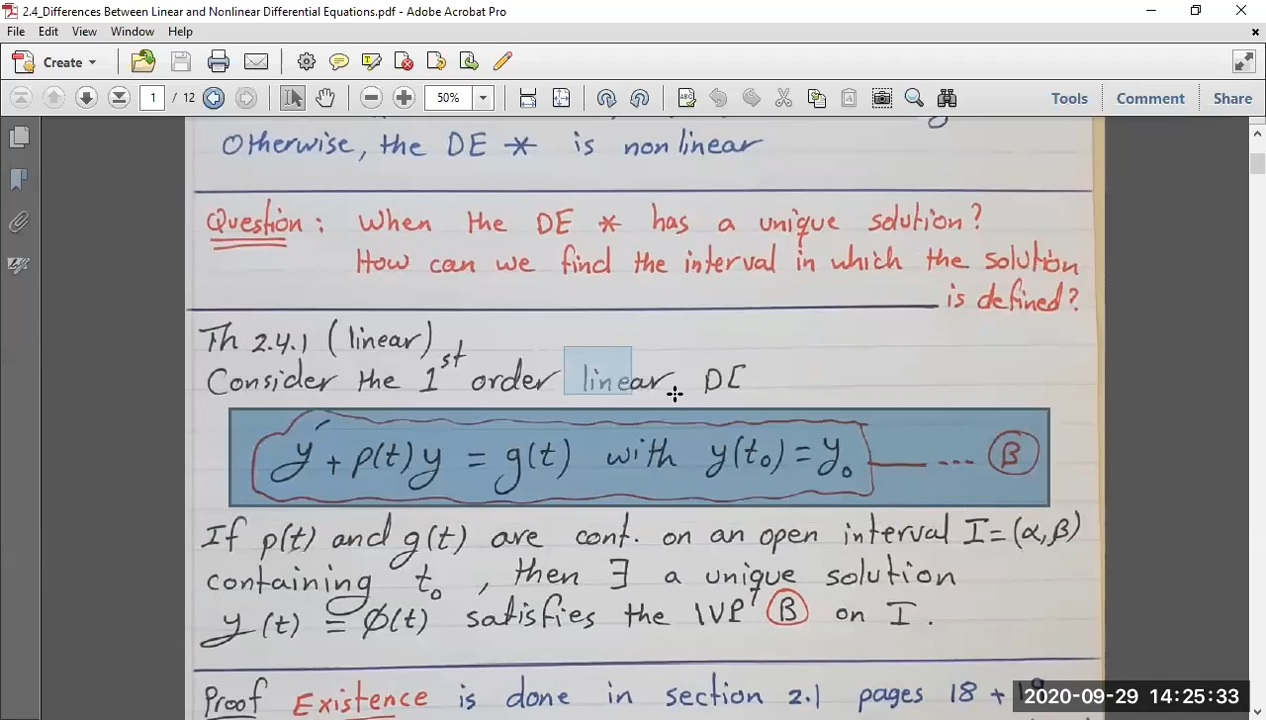 2.4_Differences Between Linear and Nonlinear Differential Equations.pdf - Adobe Acrobat Pro
File Edit View Window Help
Create
1 / 12 50% Tools Comment Share
Otherwise, the DE * is nonlinear
Question: When the DE * has a unique solution?
How can we find the interval in which the solution
is defined?
Th 2.4.1 (linear)
Consider the 1st order linear DE
y' + p(t)y = g(t) with y(t₀) = y₀ --- B
If p(t) and g(t) are cont. on an open interval I=(α,β)
containing t₀, then ∃ a unique solution
y(t) = ϕ(t) satisfies the IVP B on I.
Proof Existence is done in section 2.1 pages 18 +
2020-09-29 14:25:33